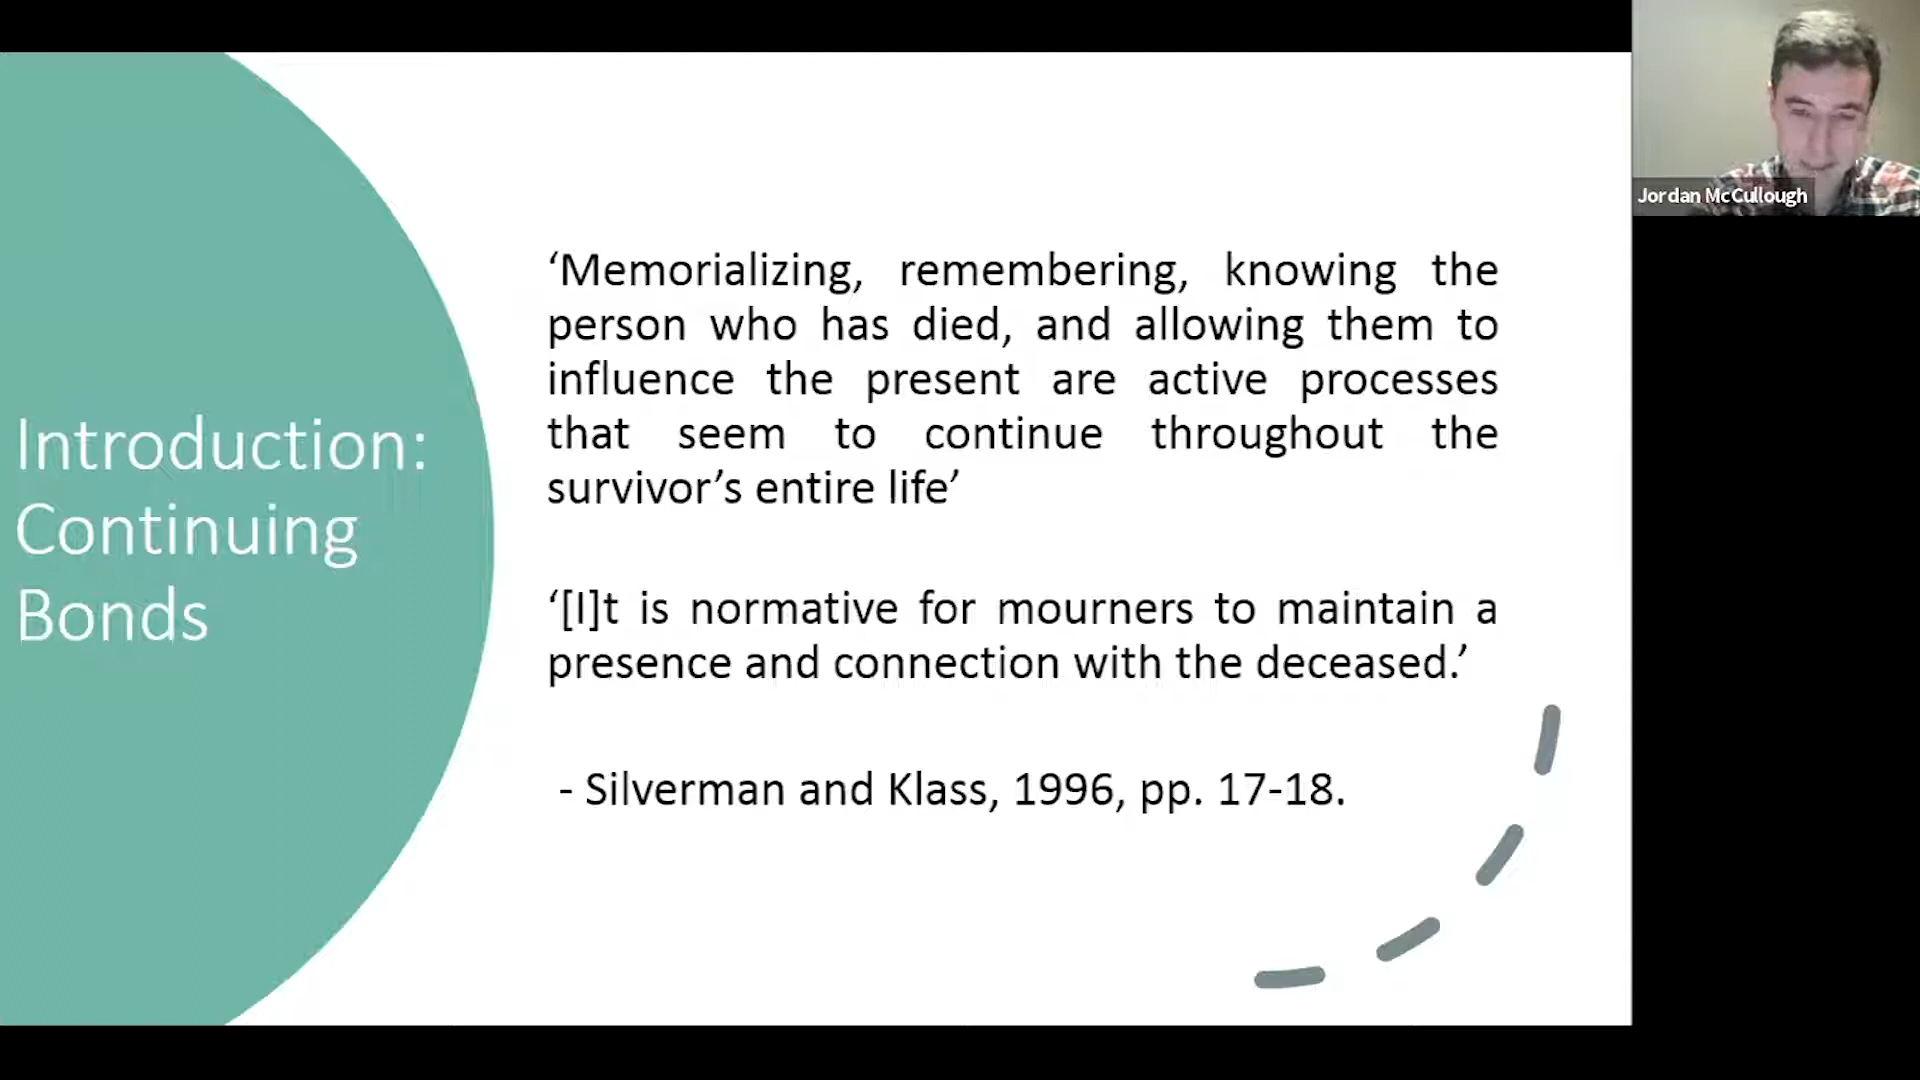 Introduction:
Continuing
Bonds
‘Memorializing, remembering, knowing the
person who has died, and allowing them to
influence the present are active processes
that seem to continue throughout the
survivor’s entire life’
‘[I]t is normative for mourners to maintain a
presence and connection with the deceased.’
- Silverman and Klass, 1996, pp. 17-18.
Jordan McCullough